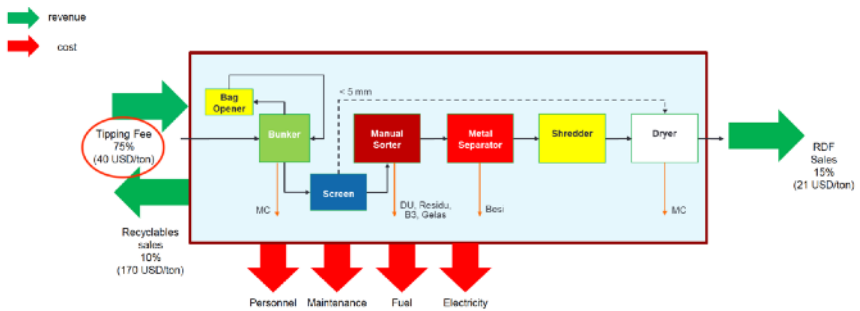 revenue
cost
Bag
Opener
< 5 mm
Tipping Fee
75%
(40 USD/ton)
Bunker
Manual
Sorter
Metal
Separator
Shredder
Dryer
RDF
Sales
15%
(21 USD/ton)
Screen
MC
DU, Residu,
B3, Gelas
Besi
MC
Recyclables
sales
10%
(170 USD/ton)
Personnel
Maintenance
Fuel
Electricity